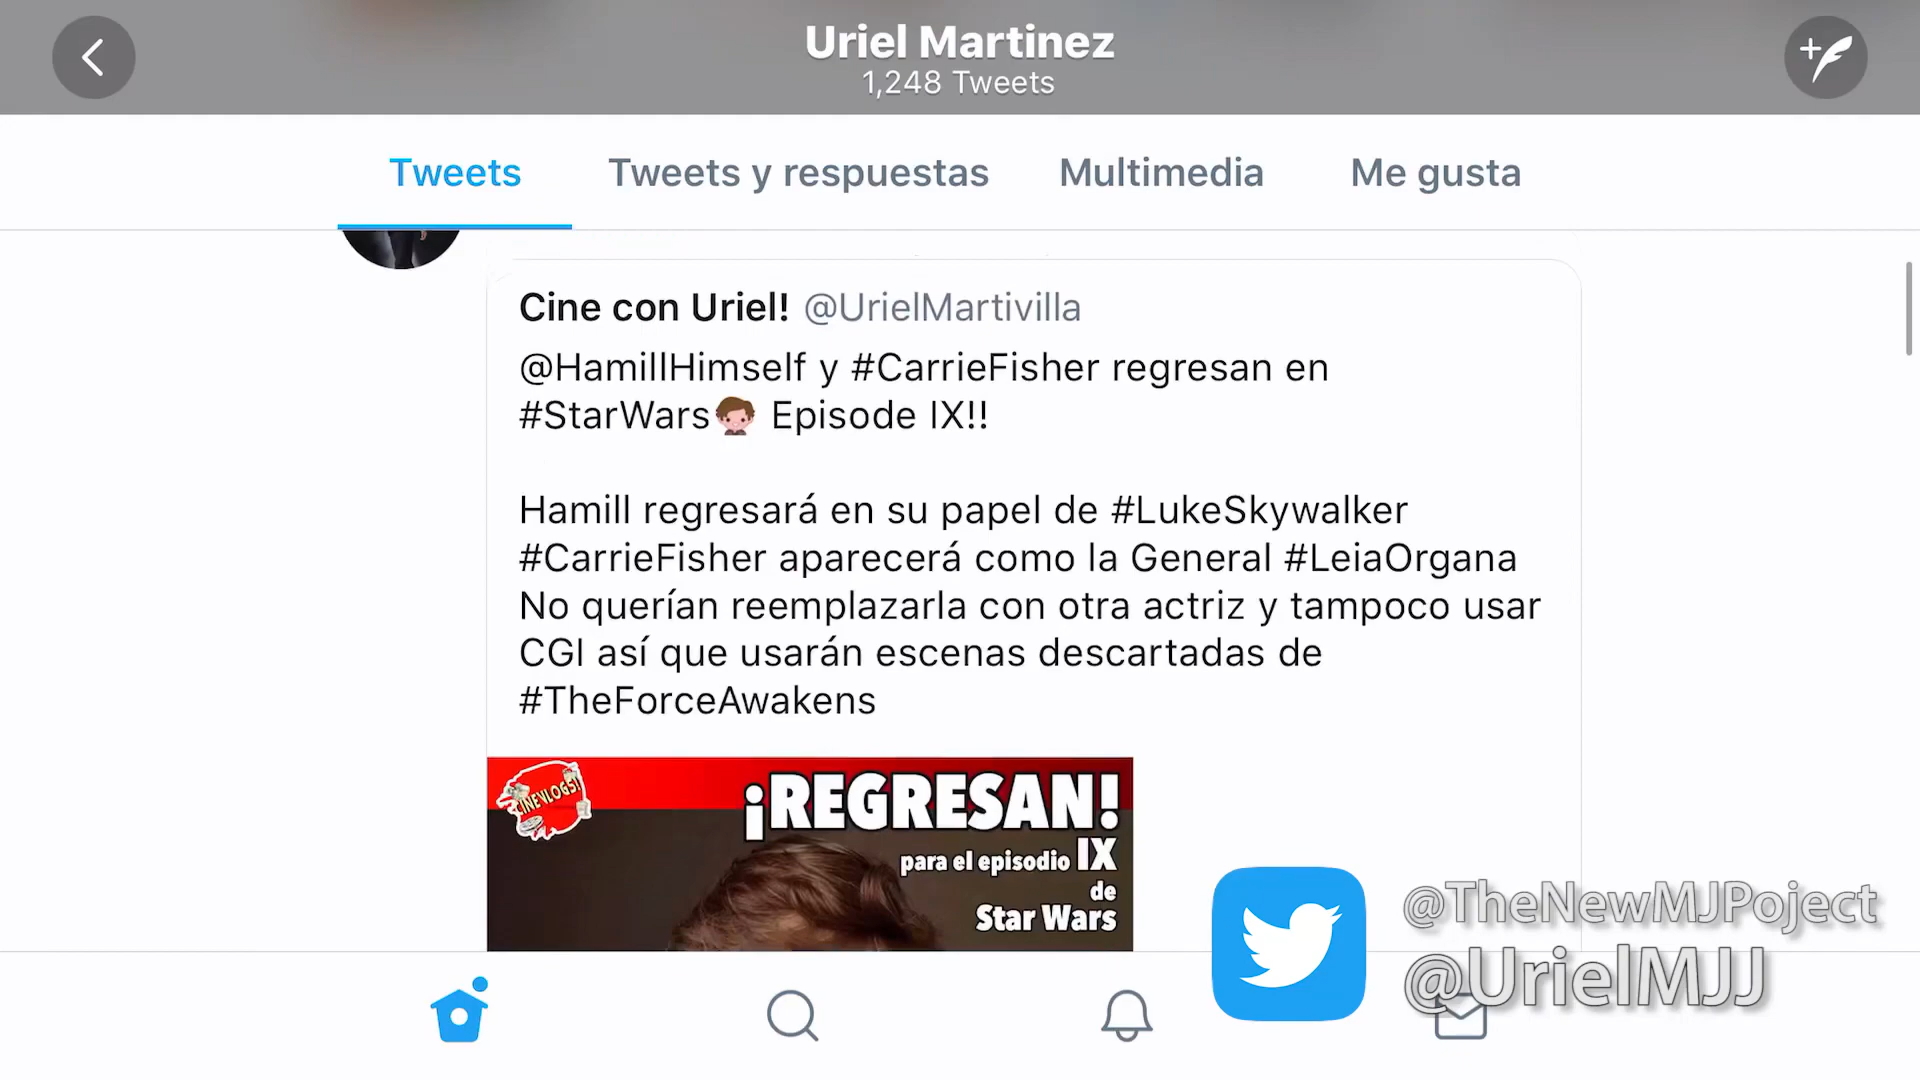 Uriel Martinez
1,248 Tweets
Tweets
Tweets y respuestas
Multimedia
Me gusta
Cine con Uriel! @UrielMartivilla
@HamillHimself y #CarrieFisher regresan en
#StarWars Episode IX!!
Hamill regresará en su papel de #LukeSkywalker
#CarrieFisher aparecerá como la General #LeiaOrgana
No querían reemplazarla con otra actriz y tampoco usar
CGI así que usarán escenas descartadas de
#TheForceAwakens
CINEVLOGS!
¡REGRESAN!
para el episodio IX
de
Star Wars
@TheNewMJPoject
@UrielMJJ